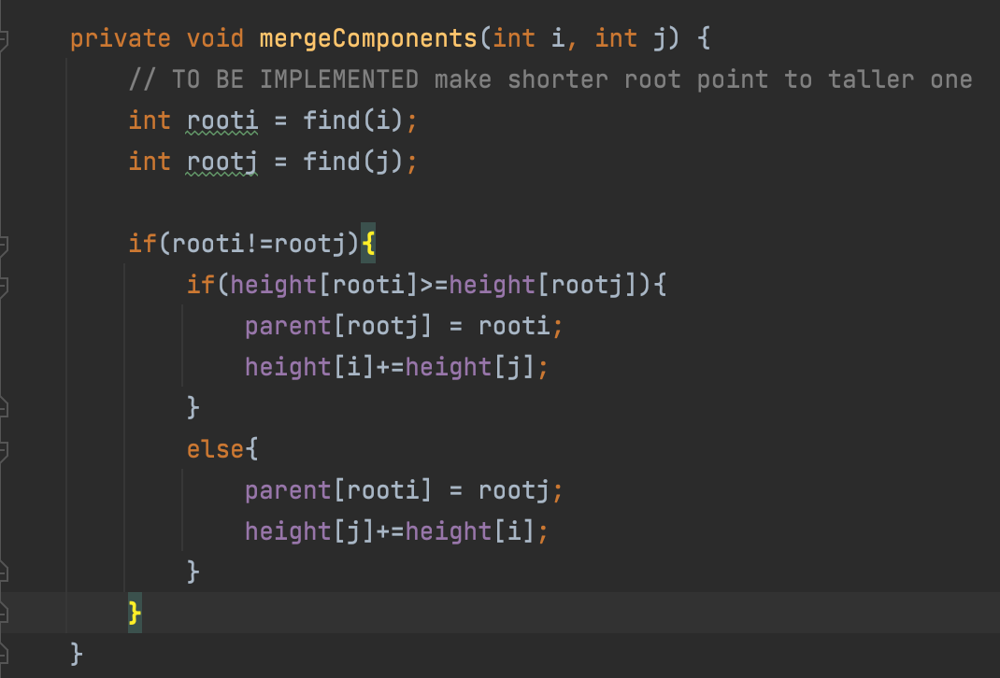 private void mergeComponents(int i, int j) {
    // TO BE IMPLEMENTED make shorter root point to taller one
    int rooti = find(i);
    int rootj = find(j);
    if(rooti!=rootj){
        if(height[rooti]>=height[rootj]){
            parent[rootj] = rooti;
            height[i]+=height[j];
        }
        else{
            parent[rooti] = rootj;
            height[j]+=height[i];
        }
    }
}